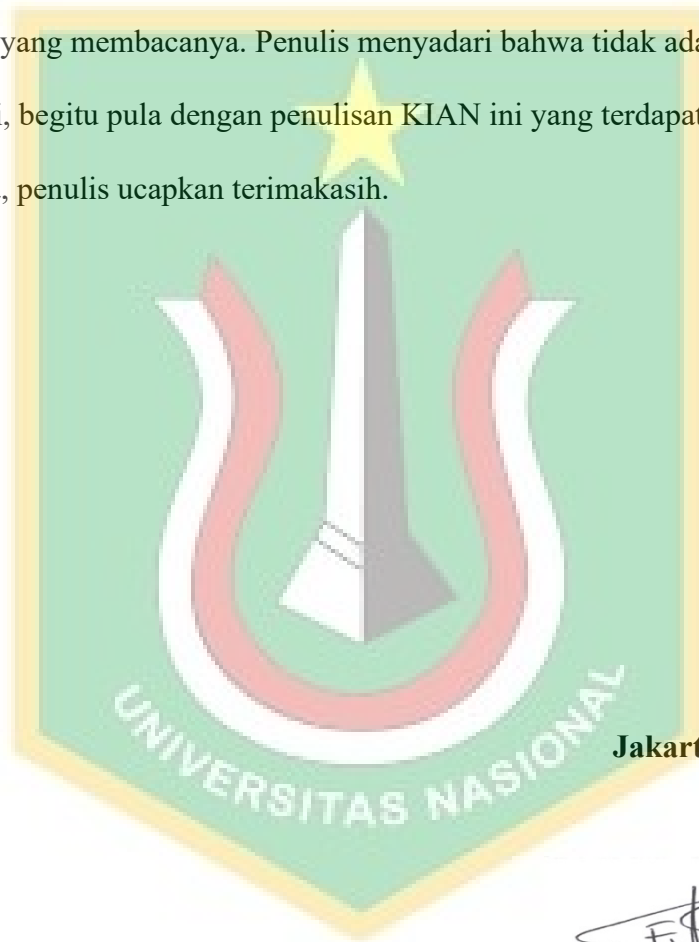 yang membacanya. Penulis menyadari bahwa tidak ada
, begitu pula dengan penulisan KIAN ini yang terdapat
, penulis ucapkan terimakasih.
UNIVERSITAS NASIONAL
Jakart